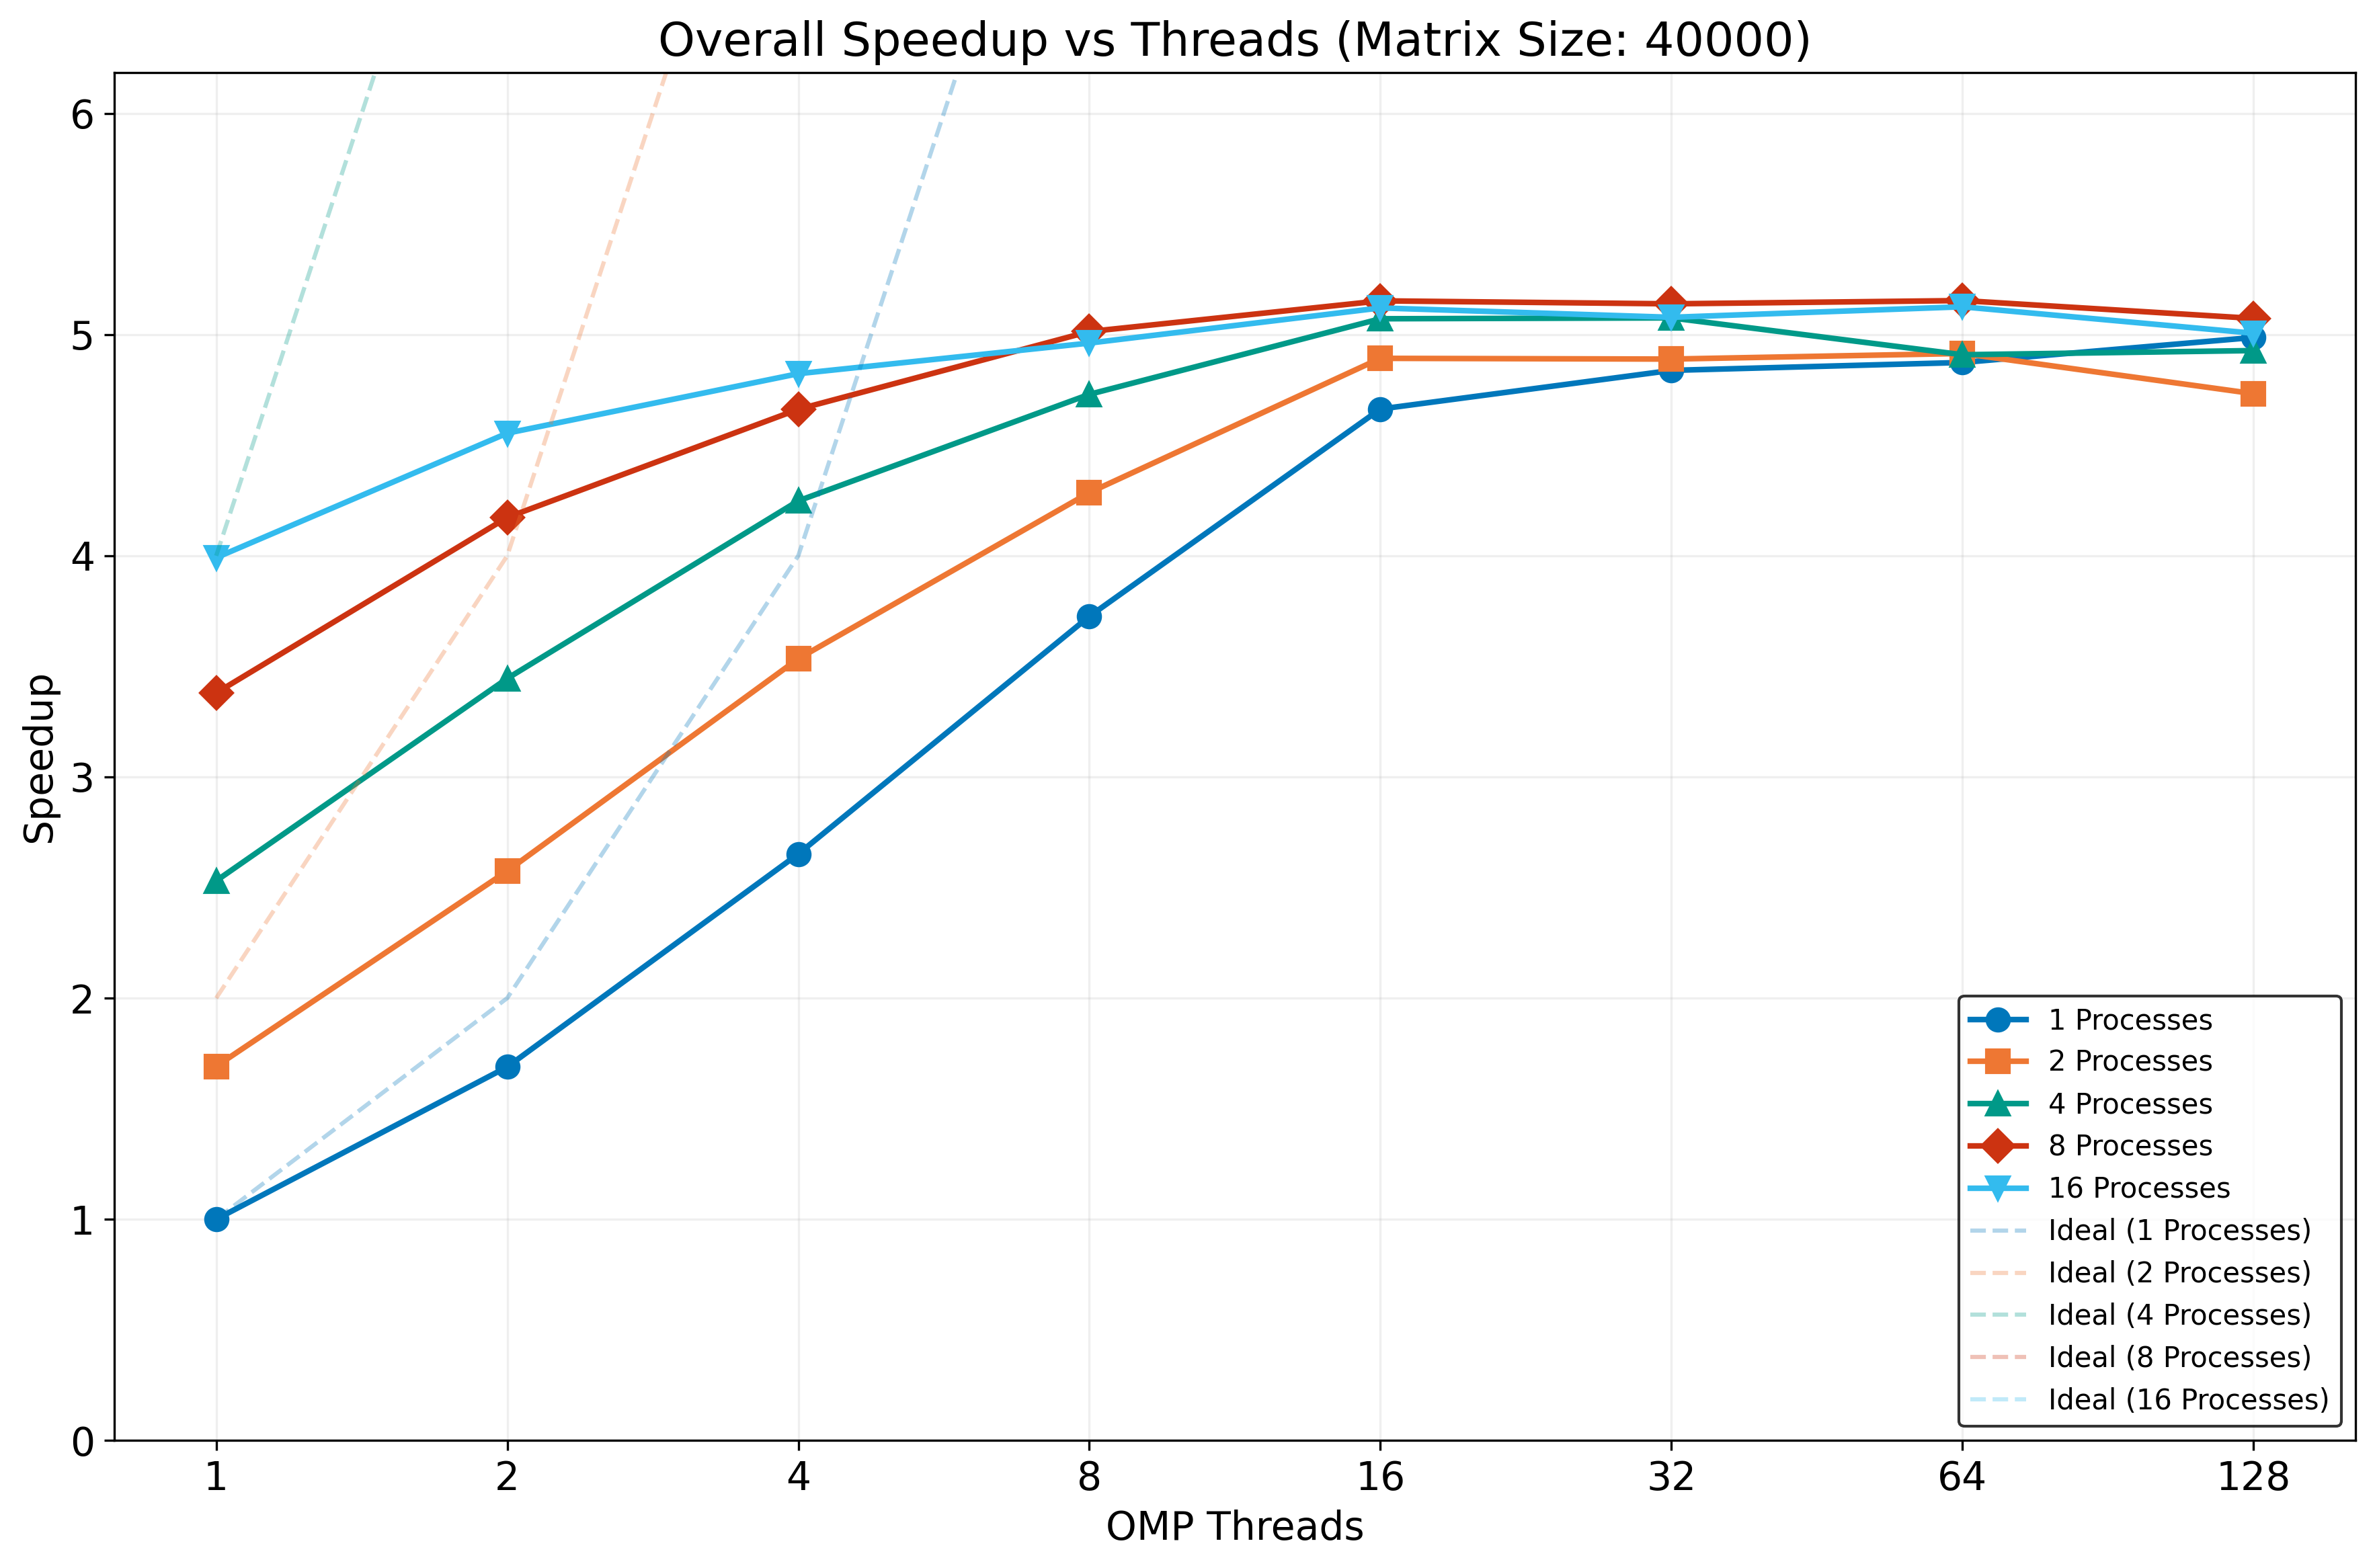 Overall Speedup vs Threads (Matrix Size: 40000)
6
5
4
3
2
1
0
Speedup
1 Processes
2 Processes
4 Processes
8 Processes
16 Processes
Ideal (1 Processes)
Ideal (2 Processes)
Ideal (4 Processes)
Ideal (8 Processes)
Ideal (16 Processes)
1 2 4 8 16 32 64 128
OMP Threads